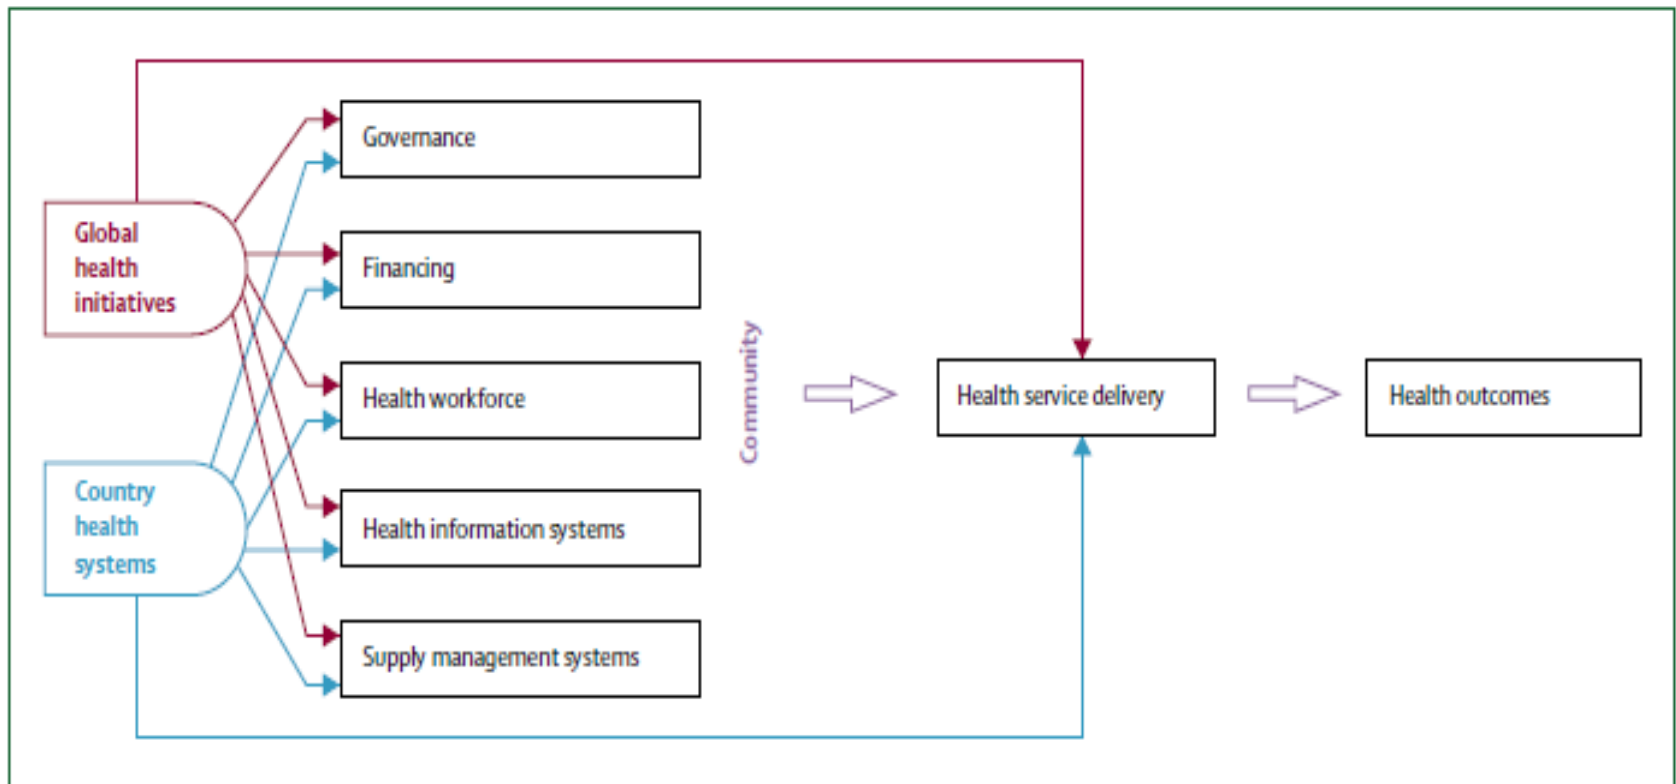 Global
health
initiatives
Country
health
systems
Governance
Financing
Health workforce
Health information systems
Supply management systems
Community
Health service delivery
Health outcomes